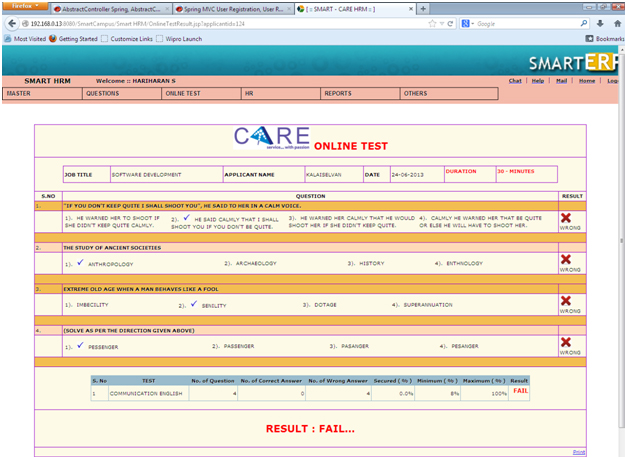 firefox
AbstractController Spring, AbstractC...
Spring MVC User Registration, User R...
[ :: SMART - CARE HRM :: ]
192.168.0.13:8080/SmartCampus/Smart HRM/OnlineTestResult.jsp?applicantids=124
Google
Most Visited Getting Started Customize Links Wipro Launch Bookmarks
SMARTERP
SMART HRM Welcome :: HARIHARAN S Chat | Help | Mail | Home | Log
MASTER QUESTIONS ONLINE TEST HR REPORTS OTHERS
CARE ONLINE TEST
service... with passion
JOB TITLE SOFTWARE DEVELOPMENT APPLICANT NAME KALAISELVAN DATE 24-06-2013 DURATION 30 - MINUTES
S.NO QUESTION RESULT
1. "IF YOU DON'T KEEP QUITE I SHALL SHOOT YOU", HE SAID TO HER IN A CALM VOICE.
1). HE WARNED HER TO SHOOT IF SHE DIDN'T KEEP QUITE CALMLY.
2). HE SAID CALMLY THAT I SHALL SHOOT YOU IF YOU DON'T BE QUITE.
3). HE WARNED HER CALMLY THAT HE WOULD SHOOT HER IF SHE DIDN'T KEEP QUITE.
4). CALMLY HE WARNED HER THAT BE QUITE OR ELSE HE WILL HAVE TO SHOOT HER.
WRONG
2. THE STUDY OF ANCIENT SOCIETIES
1). ANTHROPOLOGY 2). ARCHAEOLOGY 3). HISTORY 4). ENTHNOLOGY
WRONG
3. EXTREME OLD AGE WHEN A MAN BEHAVES LIKE A FOOL
1). IMBECILITY 2). SENILITY 3). DOTAGE 4). SUPERANNUATION
WRONG
4. (SOLVE AS PER THE DIRECTION GIVEN ABOVE)
1). PESSENGER 2). PASSENGER 3). PASANGER 4). PESANGER
WRONG
S. No TEST No. of Question No. of Correct Answer No. of Wrong Answer Secured ( % ) Minimum ( % ) Maximum ( % ) Result
1 COMMUNICATION ENGLISH 4 0 4 0.0% 8% 100% FAIL
RESULT : FAIL...
Print